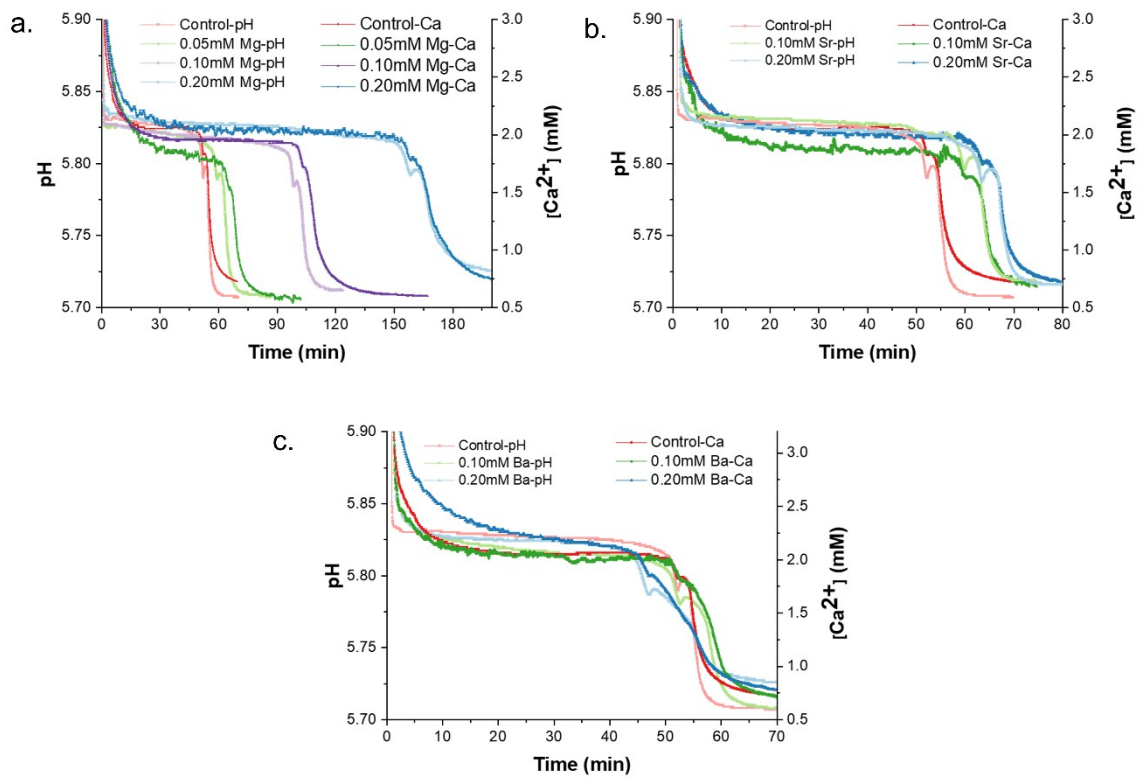 a.
Control-pH Control-Ca
0.05mM Mg-pH 0.05mM Mg-Ca
0.10mM Mg-pH 0.10mM Mg-Ca
0.20mM Mg-pH 0.20mM Mg-Ca
5.90
5.85
5.80
5.75
5.70
pH
3.0
2.5
2.0
1.5
1.0
0.5
[Ca2+] (mM)
0 30 60 90 120 150 180
Time (min)
b.
Control-pH Control-Ca
0.10mM Sr-pH 0.10mM Sr-Ca
0.20mM Sr-pH 0.20mM Sr-Ca
5.90
5.85
5.80
5.75
5.70
pH
3.0
2.5
2.0
1.5
1.0
0.5
[Ca2+] (mM)
0 10 20 30 40 50 60 70 80
Time (min)
c.
Control-pH Control-Ca
0.10mM Ba-pH 0.10mM Ba-Ca
0.20mM Ba-pH 0.20mM Ba-Ca
5.90
5.85
5.80
5.75
5.70
pH
3.0
2.5
2.0
1.5
1.0
0.5
[Ca2+] (mM)
0 10 20 30 40 50 60 70
Time (min)